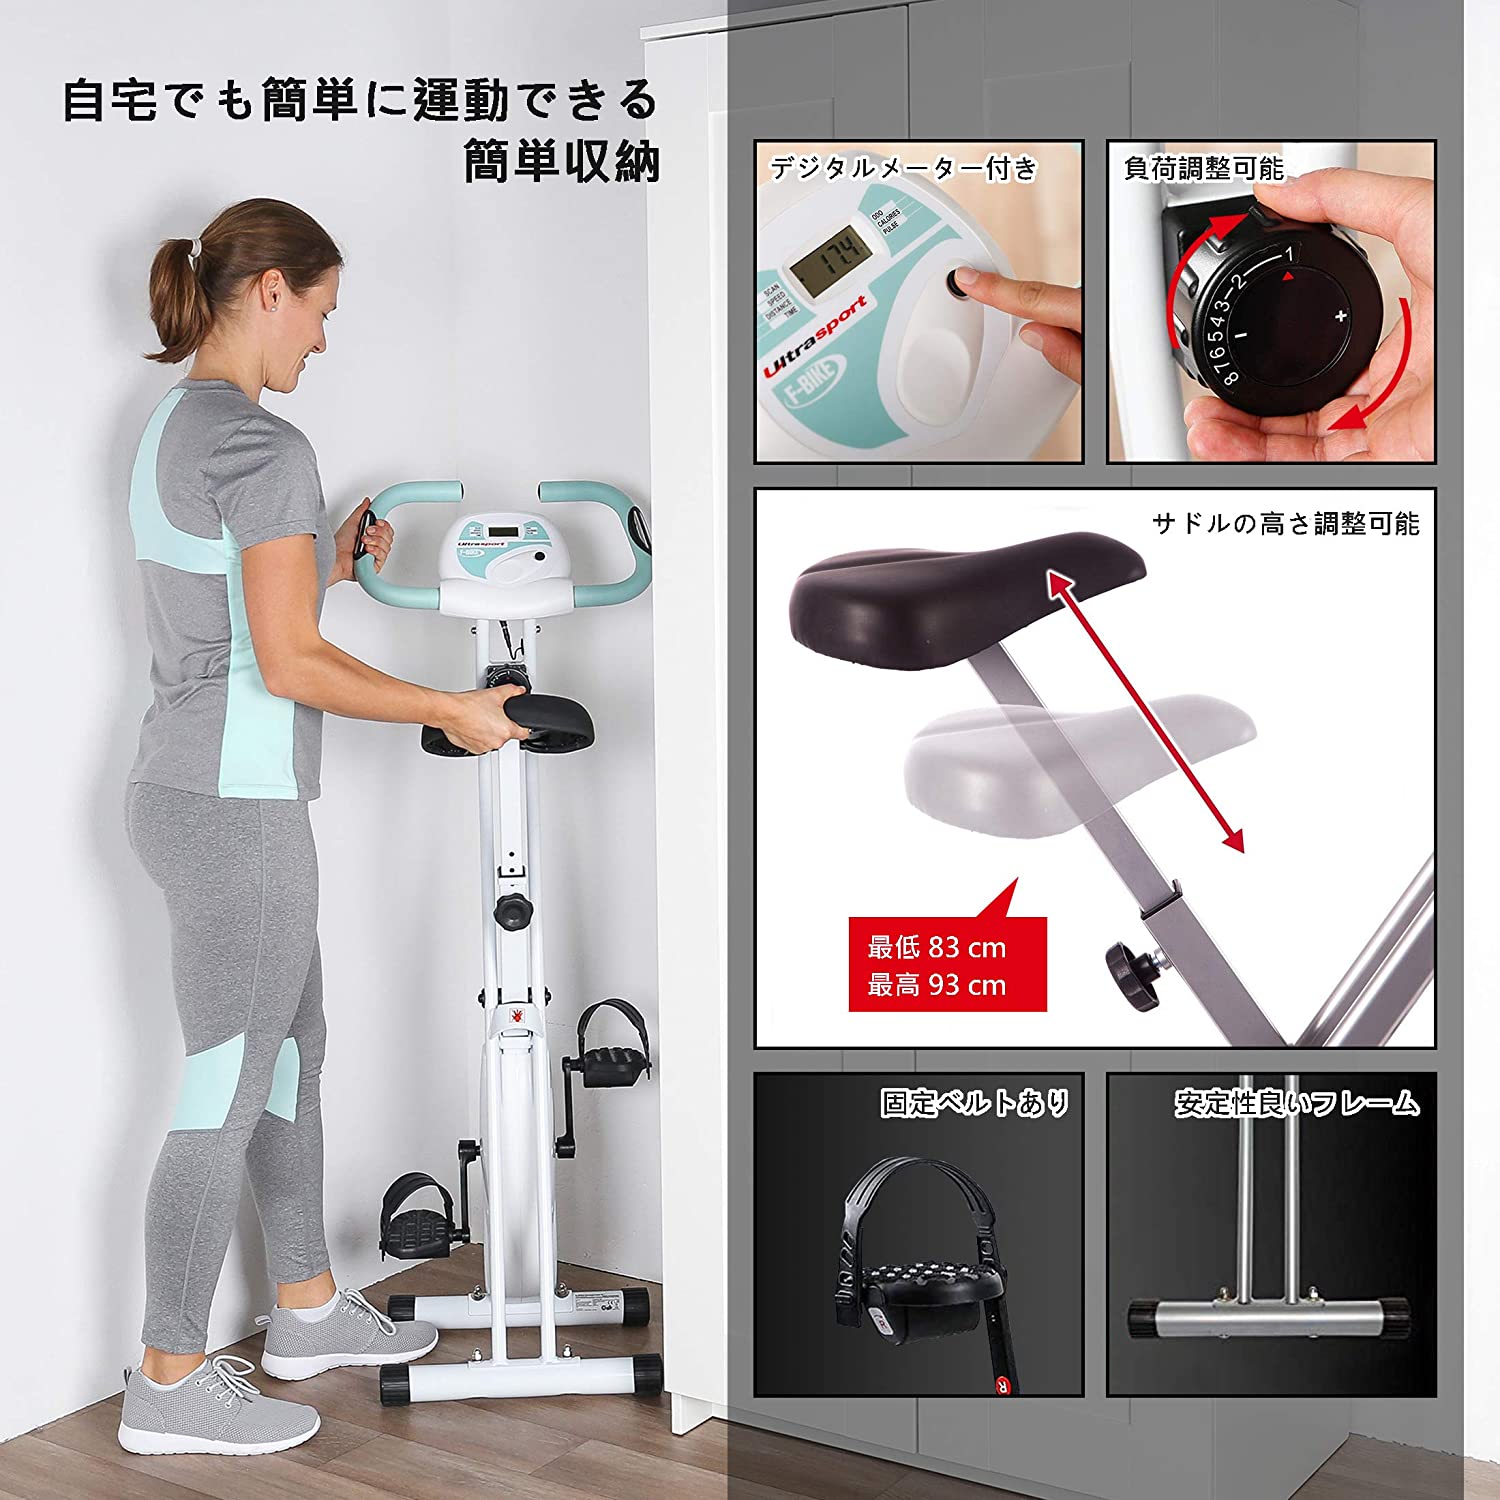 自宅でも簡単に運動できる
簡単収納
デジタルメーター付き
ODO
CALORIES
PULSE
17.4
SCAN
SPEED
DISTANCE
TIME
Ultrasport
F-BIKE
負荷調整可能
1
2
3
4
5
6
7
8
+
サドルの高さ調整可能
最低 83 cm
最高 93 cm
固定ベルトあり
R
安定性良いフレーム
Ultrasport
F-BIKE